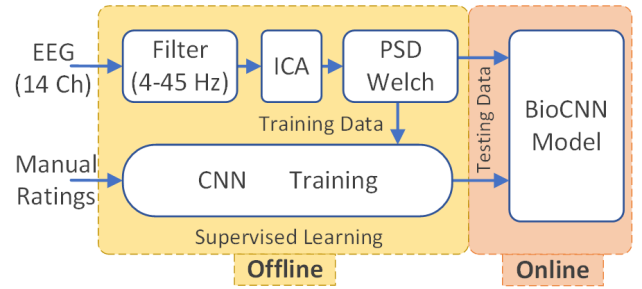 EEG
(14 Ch)
Filter
(4-45 Hz)
ICA
PSD
Welch
Training Data
Testing Data
BioCNN
Model
Manual
Ratings
CNN Training
Supervised Learning
Offline
Online